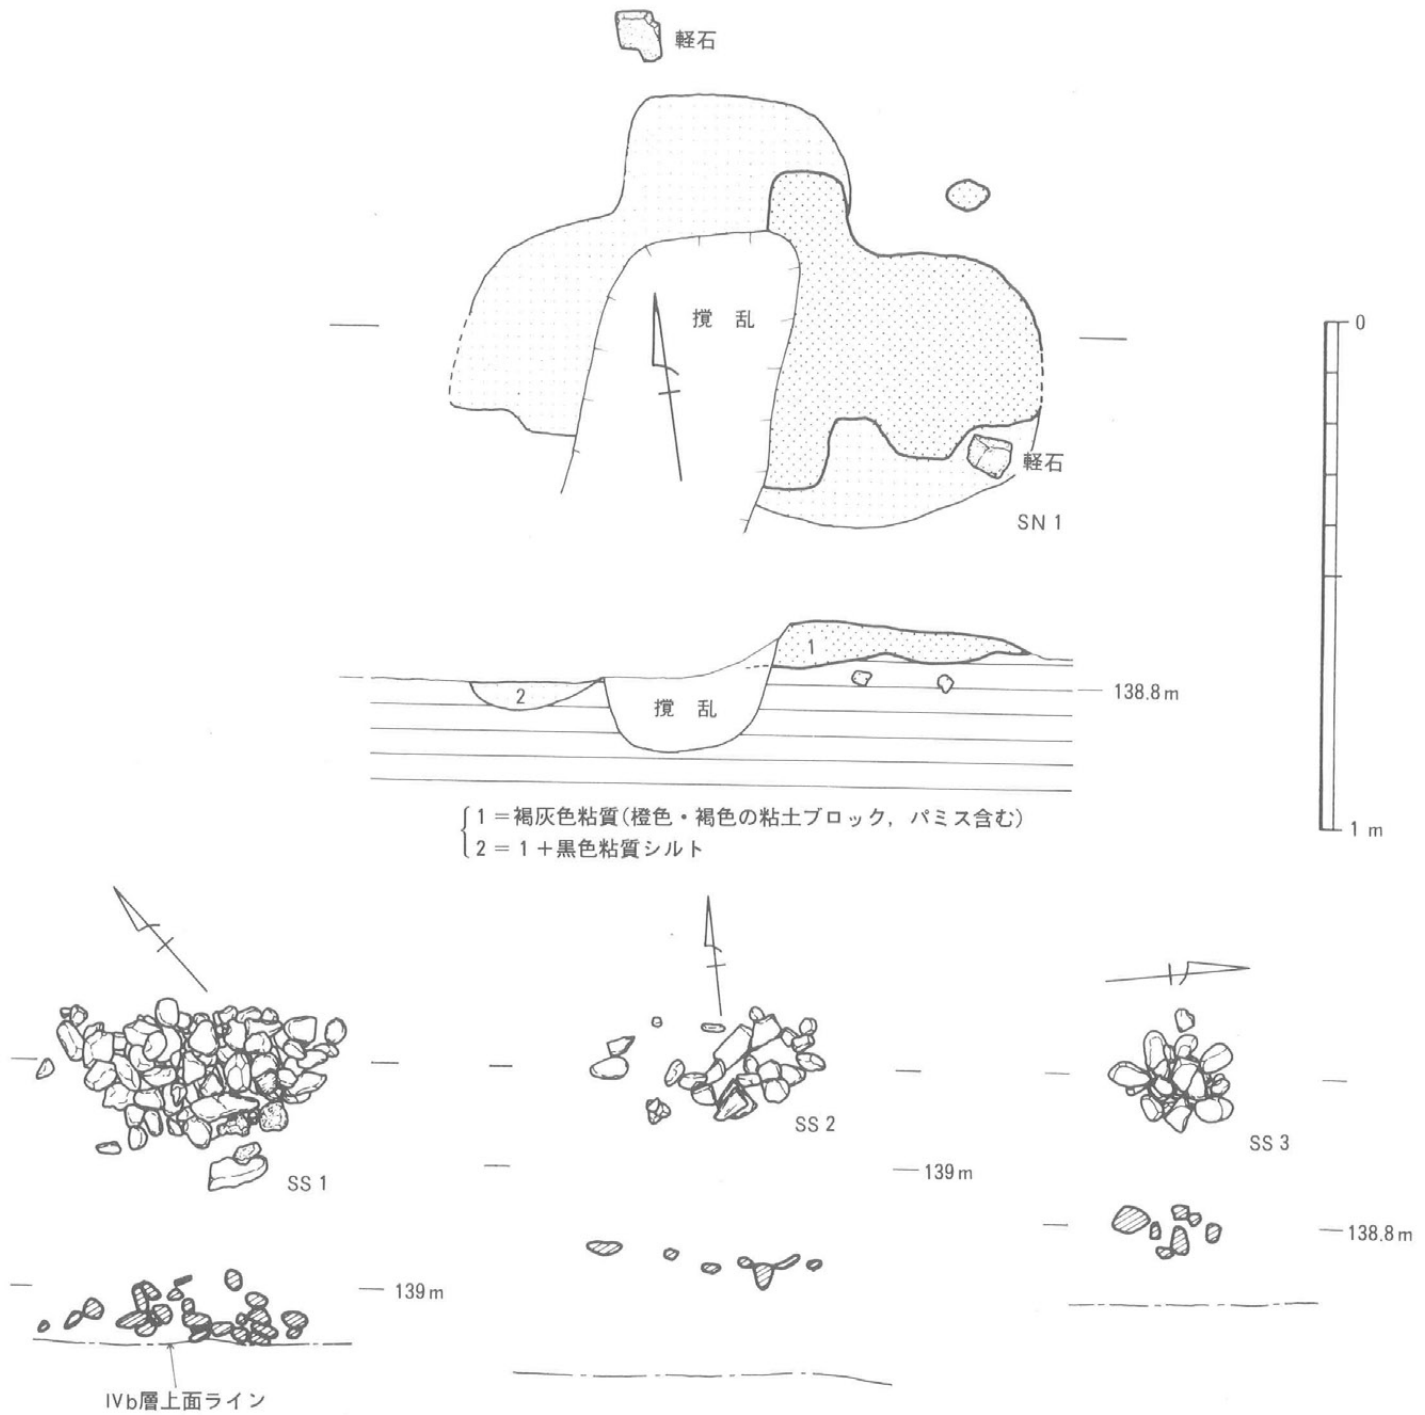 軽石
撹 乱
0
軽石
SN 1
1
2
撹 乱
138.8 m
1 m
1 = 褐灰色粘質(橙色・褐色の粘土ブロック，パミス含む)
2 = 1 + 黒色粘質シルト
SS 1
SS 2
SS 3
139 m
138.8 m
139 m
IVb層上面ライン